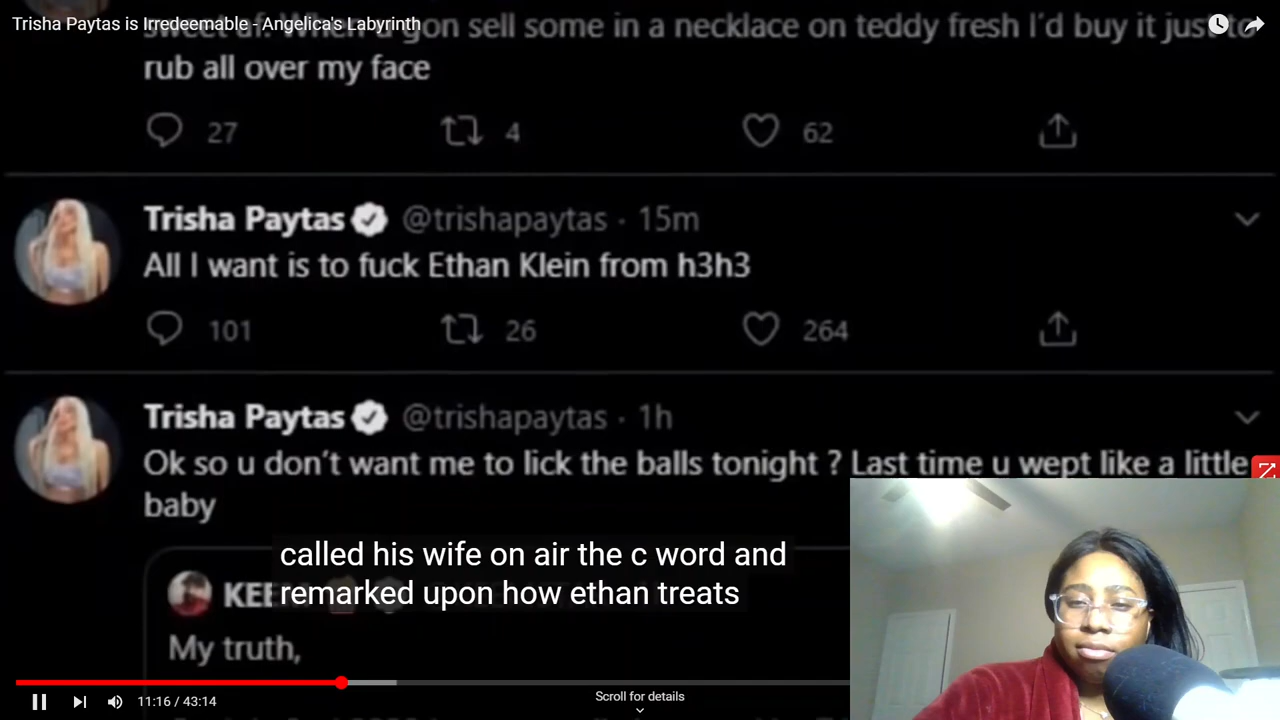 Trisha Paytas is Irredeemable - Angelica's Labyrinth
gon sell some in a necklace on teddy fresh I'd buy it just to
rub all over my face
27 4 62
Trisha Paytas @trishapaytas · 15m
All I want is to fuck Ethan Klein from h3h3
101 26 264
Trisha Paytas @trishapaytas · 1h
Ok so u don't want me to lick the balls tonight ? Last time u wept like a little
baby
called his wife on air the c word and
KEE
remarked upon how ethan treats
My truth,
11:16 / 43:14
Scroll for details